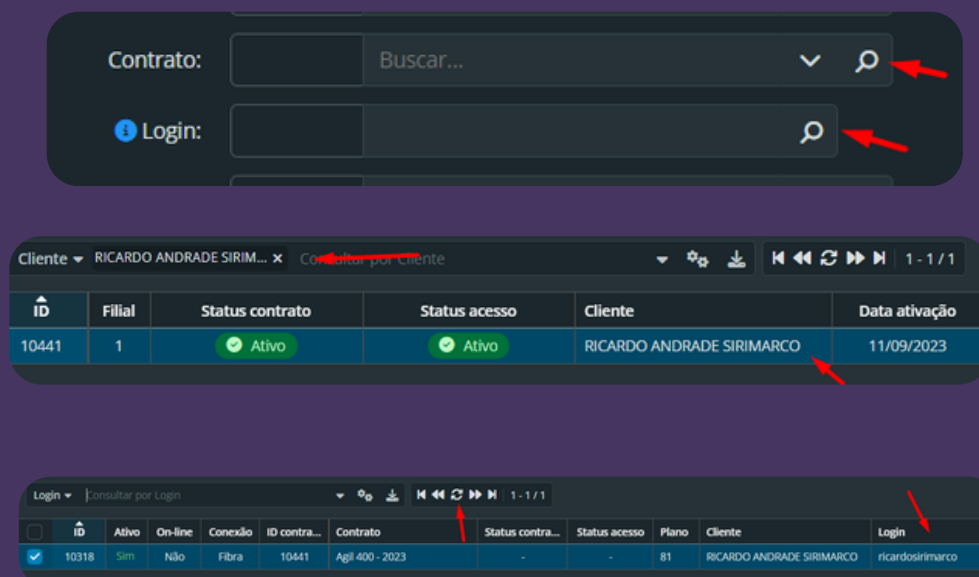 Contrato: Buscar...
Login:
Cliente RICARDO ANDRADE SIRIM... x Consultar por Cliente 1 - 1 / 1
ID Filial Status contrato Status acesso Cliente Data ativação
10441 1 Ativo Ativo RICARDO ANDRADE SIRIMARCO 11/09/2023
Login Consultar por Login 1 - 1 / 1
ID Ativo On-line Conexão ID contra... Contrato Status contra... Status acesso Plano Cliente Login
10318 Sim Não Fibra 10441 Agil 400 - 2023 - - 81 RICARDO ANDRADE SIRIMARCO ricardosirimarco